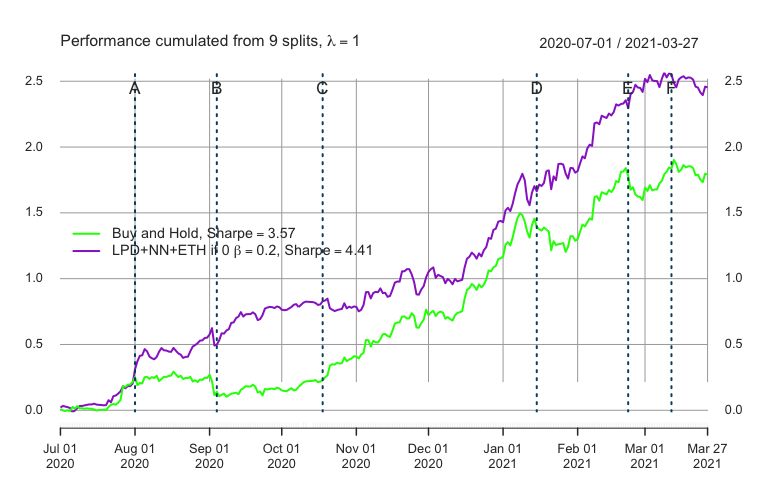 Performance cumulated from 9 splits, λ = 1
2020-07-01 / 2021-03-27
2.5 A B C D E F 2.5
2.0 2.0
1.5 1.5
Buy and Hold, Sharpe = 3.57
LPD+NN+ETH if 0 β = 0.2, Sharpe = 4.41
1.0 1.0
0.5 0.5
0.0 0.0
Jul 01 Aug 01 Sep 01 Oct 01 Nov 01 Dec 01 Jan 01 Feb 01 Mar 01 Mar 27
2020 2020 2020 2020 2020 2020 2021 2021 2021 2021